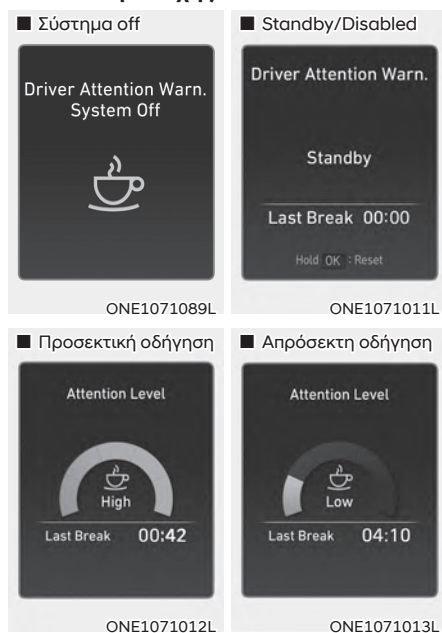 ■ Σύστημα off
Driver Attention Warn.
System Off
ONE1071089L
■ Standby/Disabled
Driver Attention Warn.
Standby
Last Break 00:00
Hold OK : Reset
ONE1071011L
■ Προσεκτική οδήγηση
Attention Level
High
Last Break 00:42
ONE1071012L
■ Απρόσεκτη οδήγηση
Attention Level
Low
Last Break 04:10
ONE1071013L